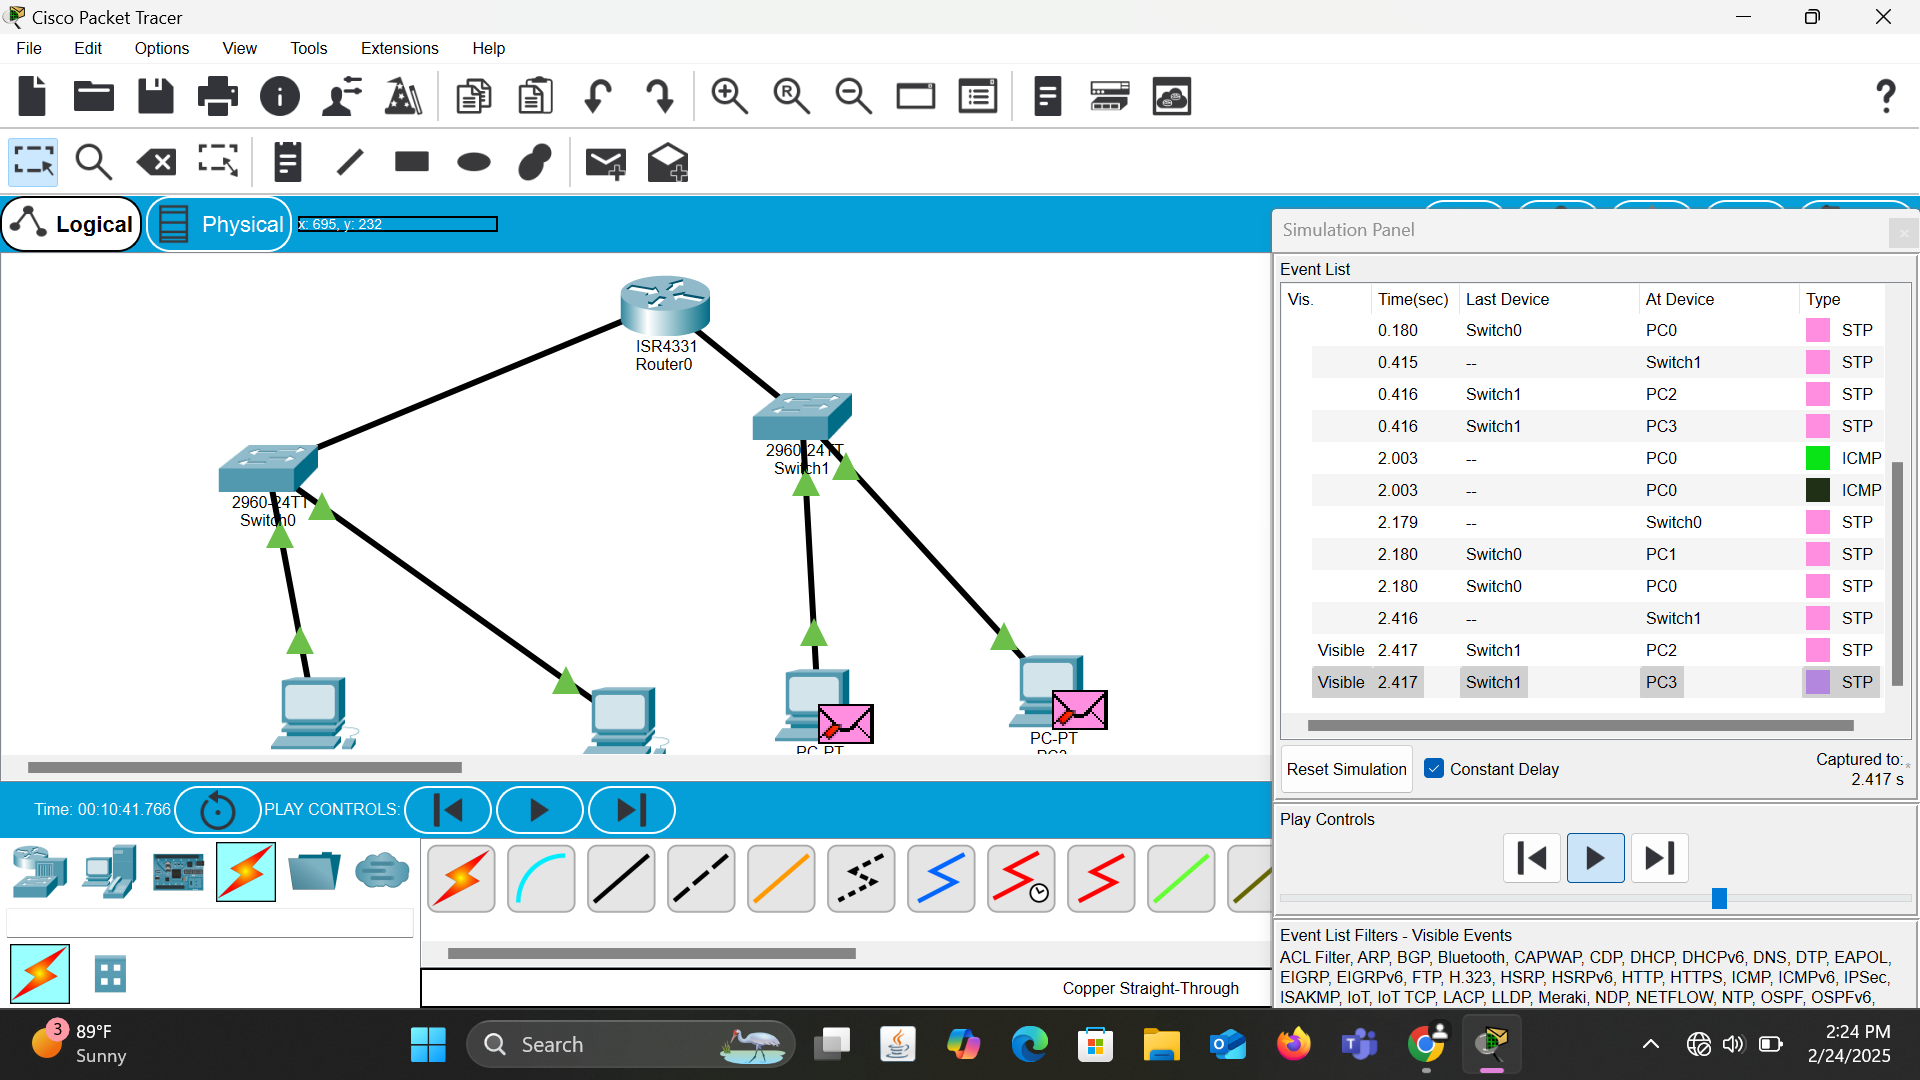 Cisco Packet Tracer
File Edit Options View Tools Extensions Help
Logical
Physical
x: 695, y: 232
ISR4331
Router0
2960-24TT
Switch1
2960-24TT
Switch0
PC-PT
PC-PT
Simulation Panel
Event List
Vis. Time(sec) Last Device At Device Type
0.180 Switch0 PC0 STP
0.415 -- Switch1 STP
0.416 Switch1 PC2 STP
0.416 Switch1 PC3 STP
2.003 -- PC0 ICMP
2.003 -- PC0 ICMP
2.179 -- Switch0 STP
2.180 Switch0 PC1 STP
2.180 Switch0 PC0 STP
2.416 -- Switch1 STP
Visible 2.417 Switch1 PC2 STP
Visible 2.417 Switch1 PC3 STP
Reset Simulation
Constant Delay
Captured to:*
2.417 s
Play Controls
Event List Filters - Visible Events
ACL Filter, ARP, BGP, Bluetooth, CAPWAP, CDP, DHCP, DHCPv6, DNS, DTP, EAPOL,
EIGRP, EIGRPv6, FTP, H.323, HSRP, HSRPv6, HTTP, HTTPS, ICMP, ICMPv6, IPSec,
ISAKMP, IoT, IoT TCP, LACP, LLDP, Meraki, NDP, NETFLOW, NTP, OSPF, OSPFv6,
Time: 00:10:41.766
PLAY CONTROLS:
Copper Straight-Through
3
89°F
Sunny
Search
2:24 PM
2/24/2025